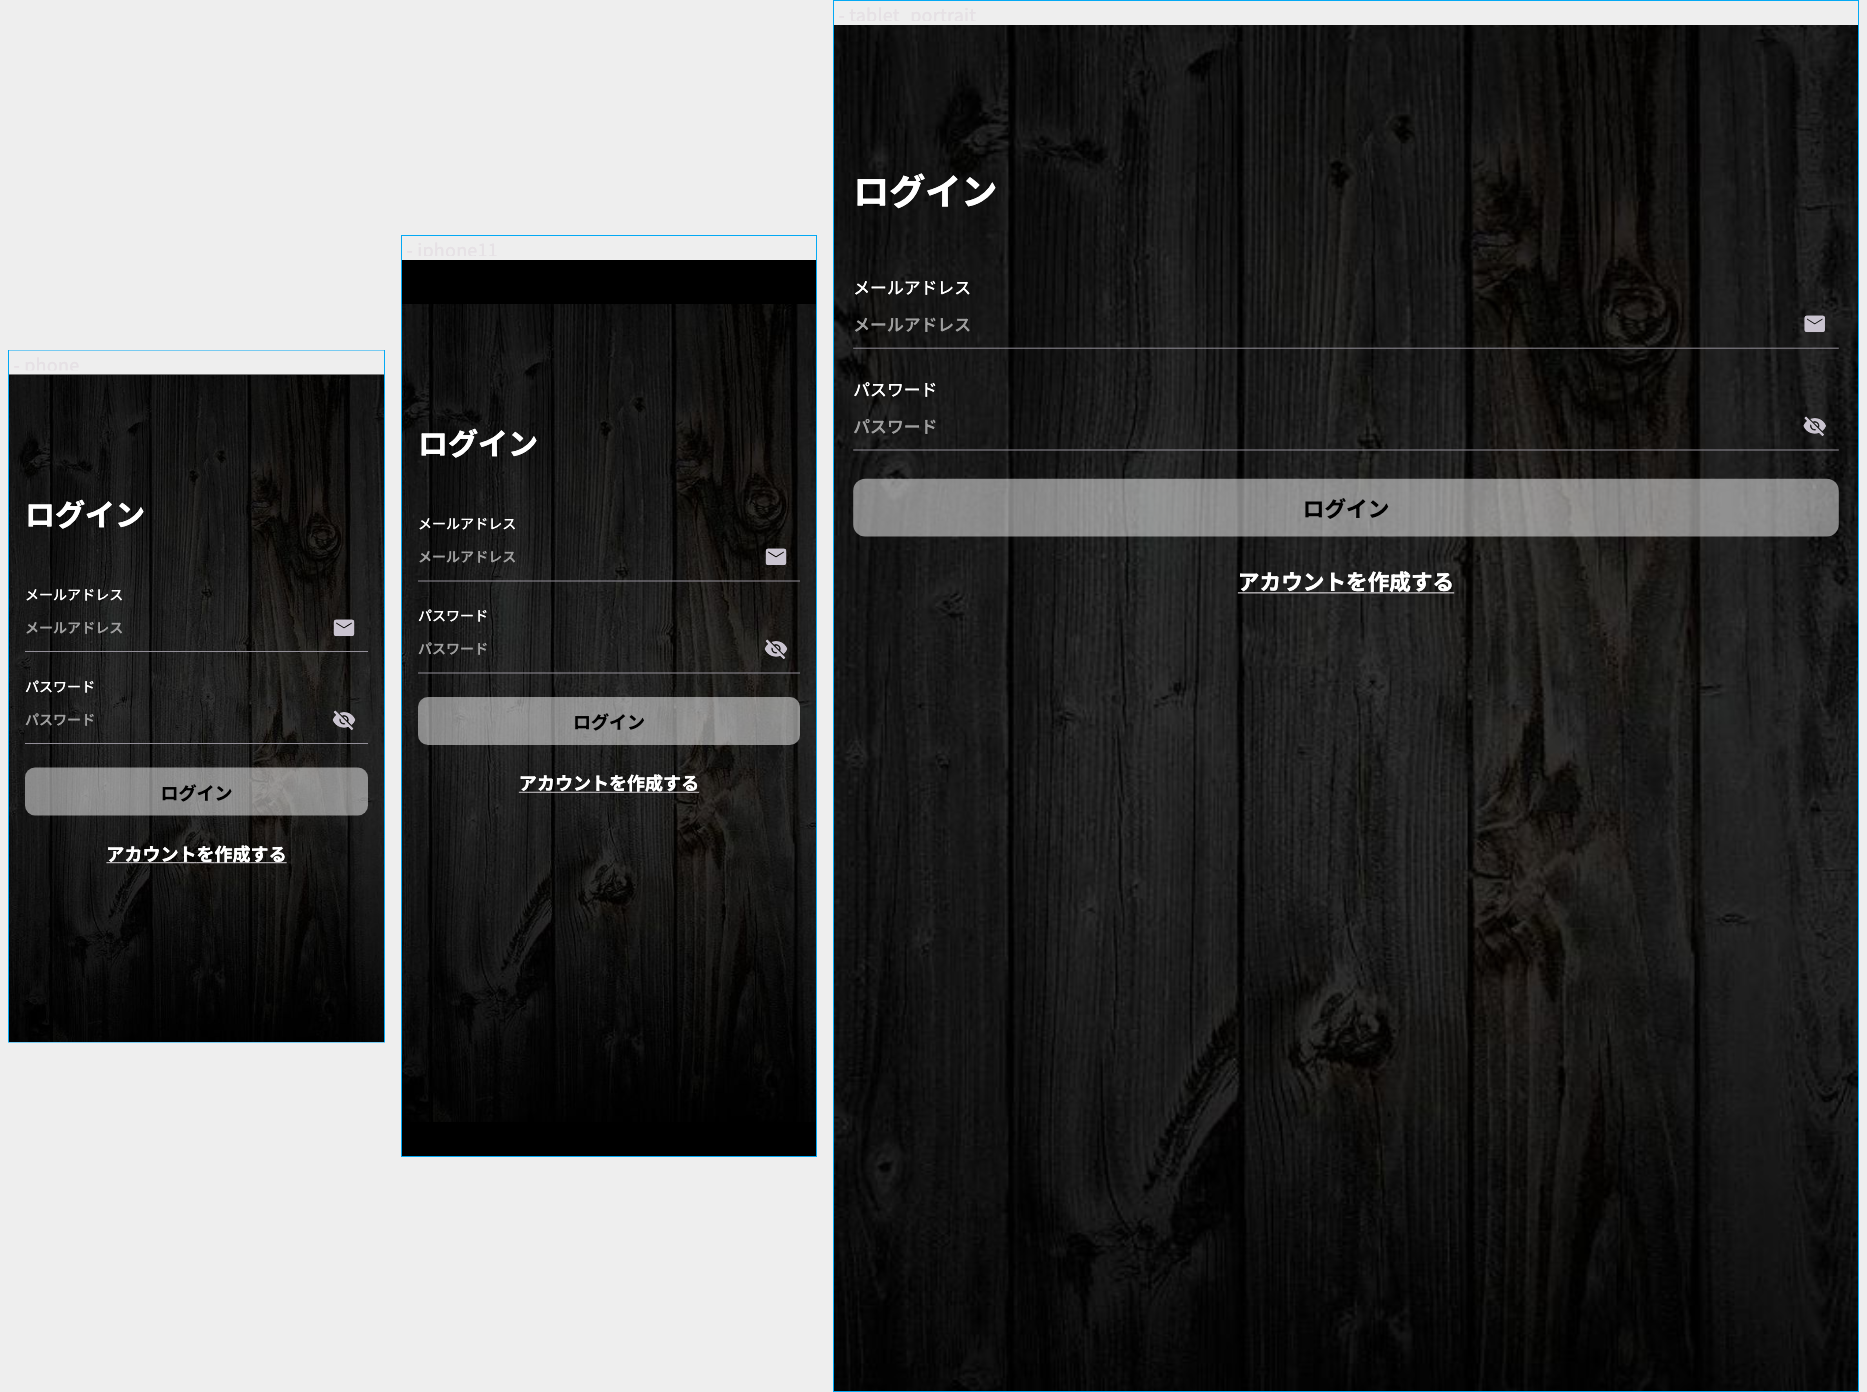 - phone
ログイン
メールアドレス
メールアドレス
パスワード
パスワード
ログイン
アカウントを作成する
- iphone11
ログイン
メールアドレス
メールアドレス
パスワード
パスワード
ログイン
アカウントを作成する
- tablet_portrait
ログイン
メールアドレス
メールアドレス
パスワード
パスワード
ログイン
アカウントを作成する